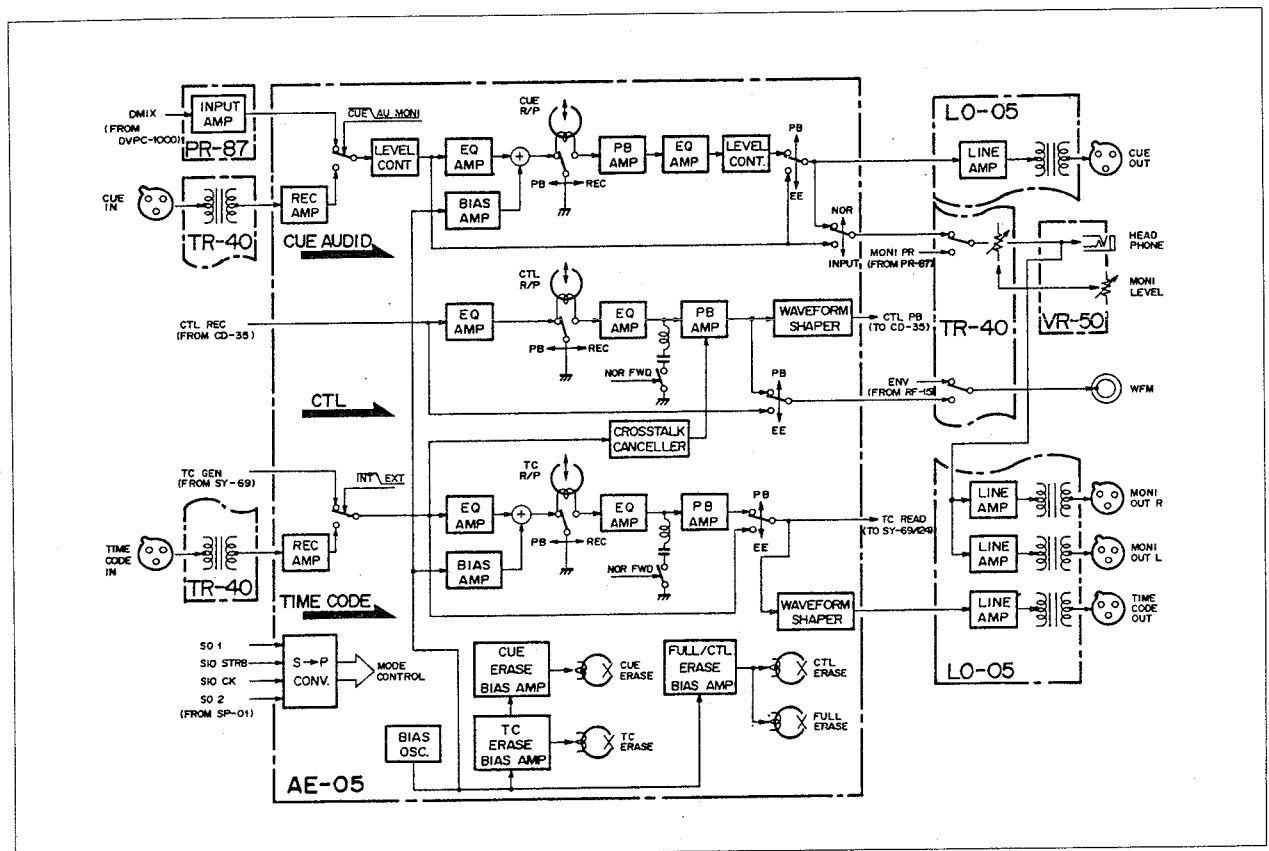 DMIX
(FROM
DVPC-1000)
INPUT
AMP
PR-87
CUE
IN
TR-40
CUE AU MONI
REC
AMP
LEVEL
CONT
EQ
AMP
BIAS
AMP
CUE
R/P
PB
REC
PB
AMP
EQ
AMP
LEVEL
CONT.
PB
EE
NOR
INPUT
CUE AUDIO
LO-05
LINE
AMP
CUE
OUT
MONI PR
(FROM PR-87)
TR-40
HEAD
PHONE
MONI
LEVEL
VR-50
CTL REC
(FROM CD-35)
EQ
AMP
CTL
R/P
PB
REC
EQ
AMP
NOR FWD
PB
AMP
WAVEFORM
SHAPER
CTL PB
(TO CD-35)
PB
EE
ENV
(FROM RF-15)
WFM
CTL
CROSSTALK
CANCELLER
TC GEN
(FROM SY-69)
INT EXT
TIME
CODE
IN
TR-40
REC
AMP
EQ
AMP
BIAS
AMP
TC
R/P
PB
REC
EQ
AMP
NOR FWD
PB
AMP
PB
EE
TC READ
(TO SY-69/124)
TIME CODE
WAVEFORM
SHAPER
LINE
AMP
MONI
OUT R
LINE
AMP
MONI
OUT L
LINE
AMP
TIME
CODE
OUT
LO-05
SO 1
SIO STRB
SIO CK
SO 2
(FROM SP-01)
S→P
CONV.
MODE
CONTROL
CUE
ERASE
BIAS AMP
CUE
ERASE
FULL/CTL
ERASE
BIAS AMP
CTL
ERASE
FULL
ERASE
BIAS
OSC.
TC
ERASE
BIAS AMP
TC
ERASE
AE-05